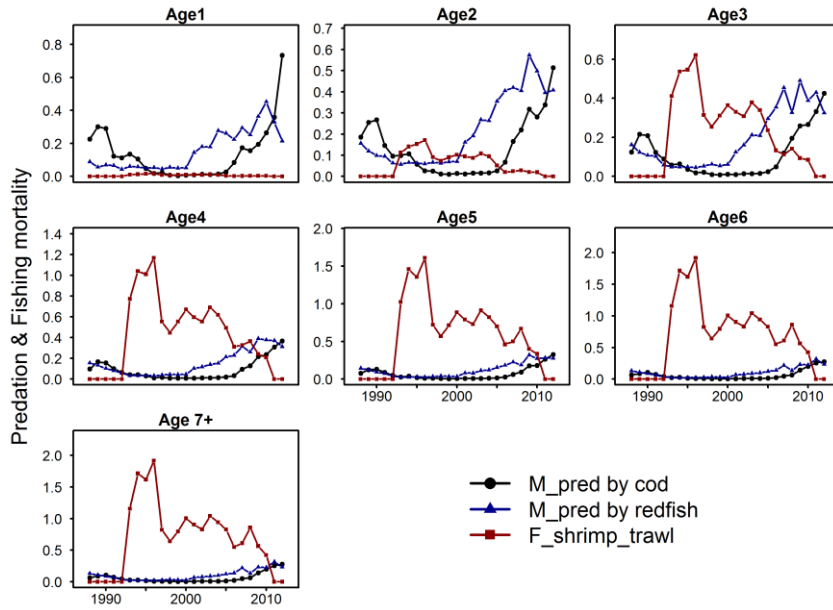 Age1 Age2 Age3
0.8 0.6 0.4 0.2 0.0
0.7 0.6 0.5 0.4 0.3 0.2 0.1 0.0
0.6 0.4 0.2 0.0
Predation & Fishing mortality
Age4 Age5 Age6
1.4 1.2 1.0 0.8 0.6 0.4 0.2 0.0
2.0 1.5 1.0 0.5 0.0
2.0 1.5 1.0 0.5 0.0
1990 2000 2010
1990 2000 2010
Age 7+
2.0 1.5 1.0 0.5 0.0
1990 2000 2010
M_pred by cod
M_pred by redfish
F_shrimp_trawl